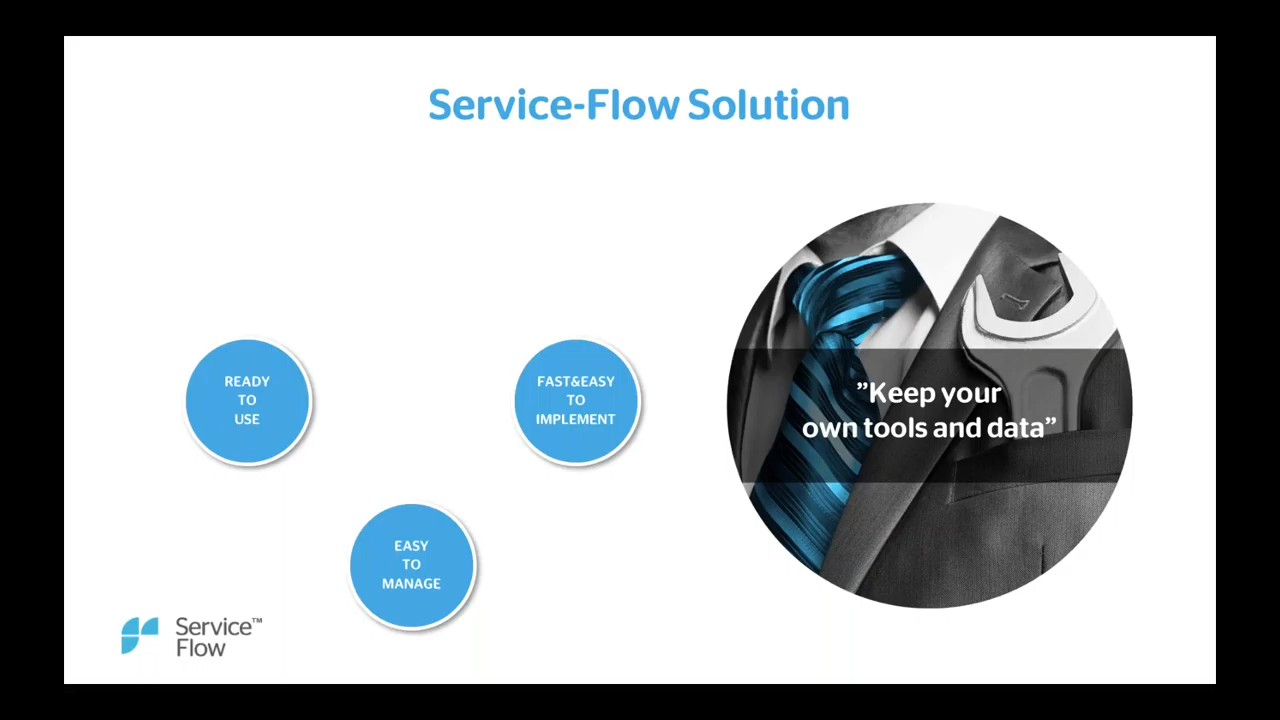 Service-Flow Solution
READY
TO
USE
FAST&EASY
TO
IMPLEMENT
EASY
TO
MANAGE
”Keep your
own tools and data”
Service™
Flow